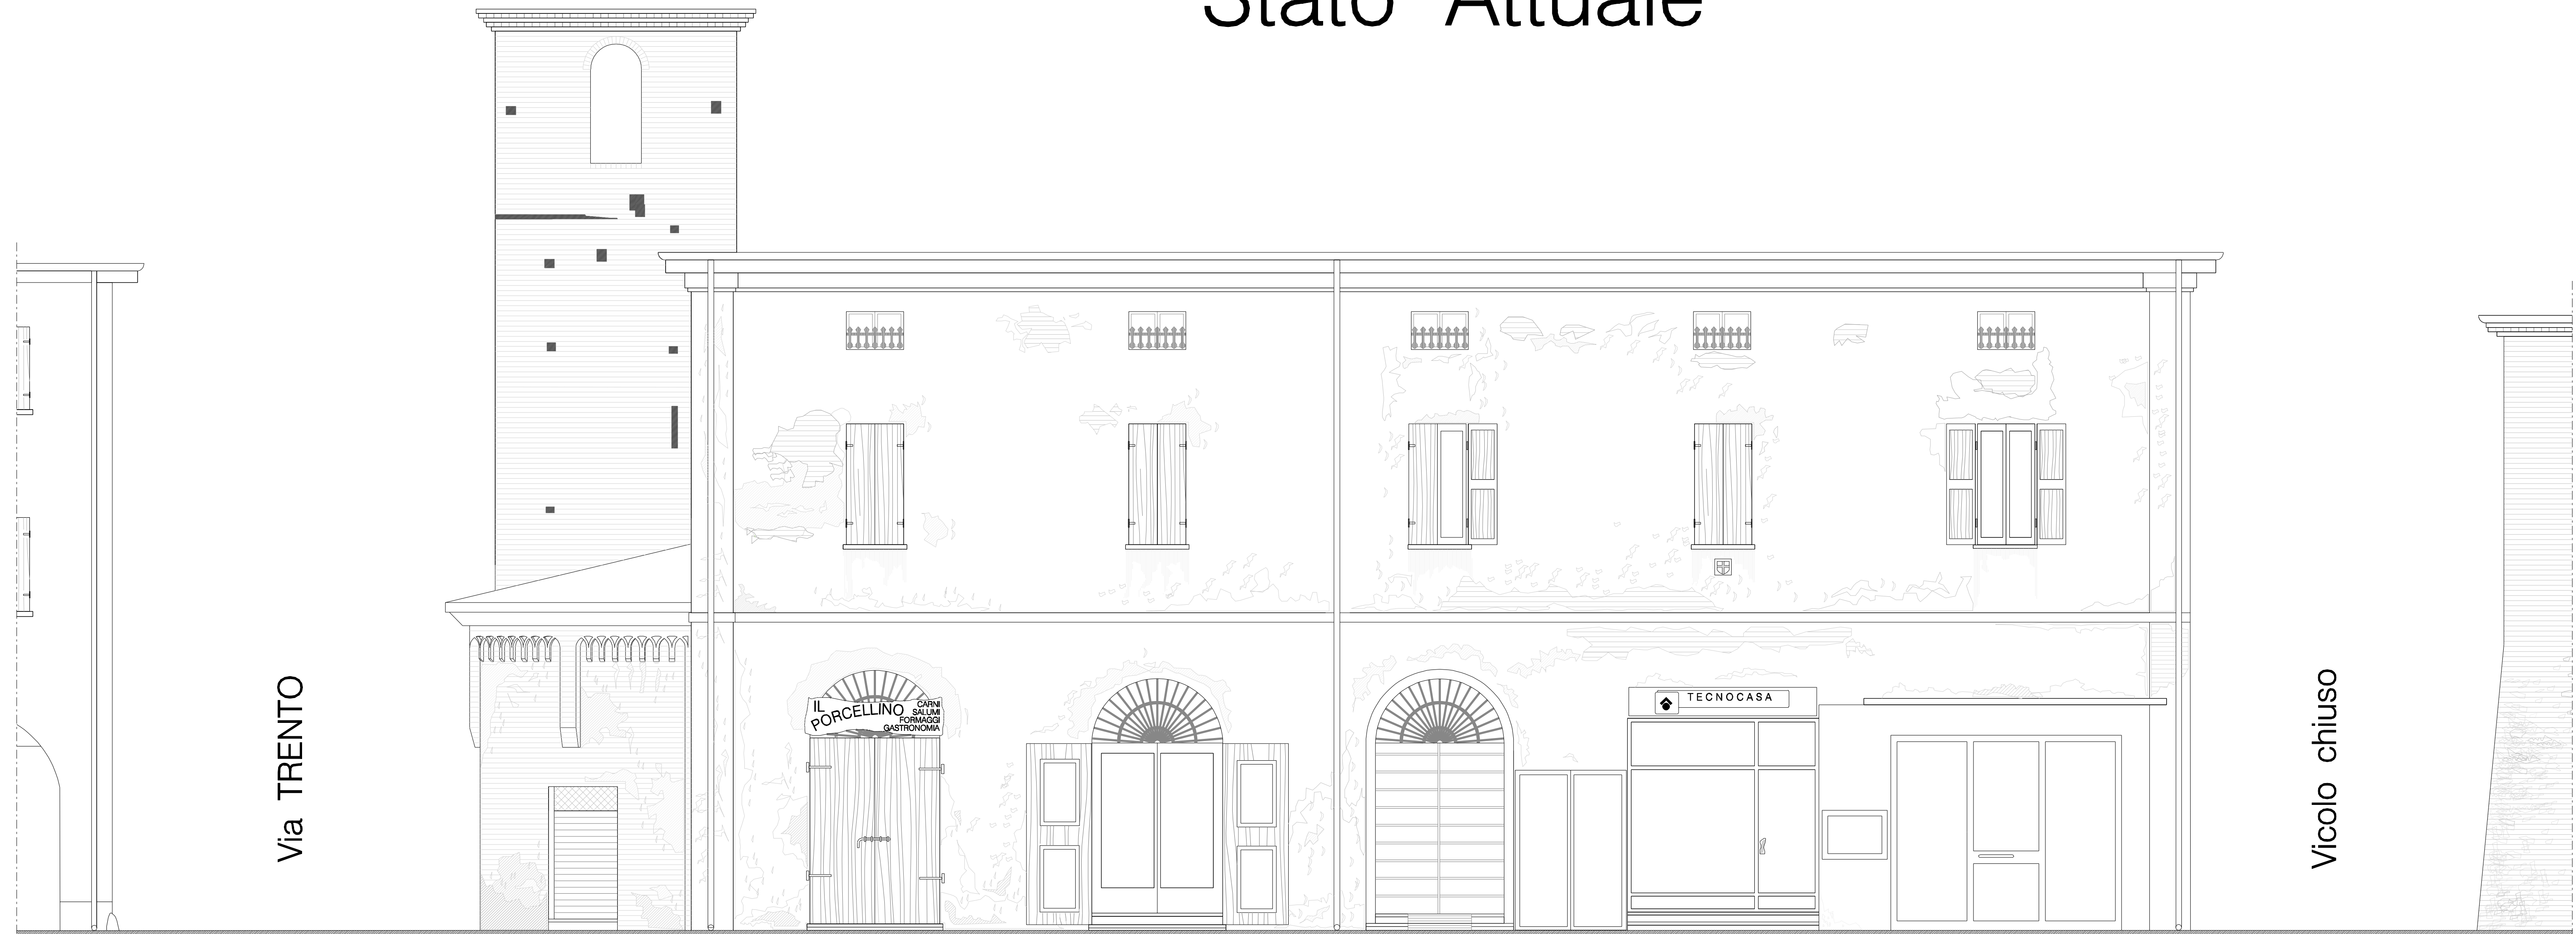 Stato Attuale
Via TRENTO
IL
PORCELLINO
CARNI
SALUMI
FORMAGGI
GASTRONOMIA
TECNOCASA
Vicolo chiuso